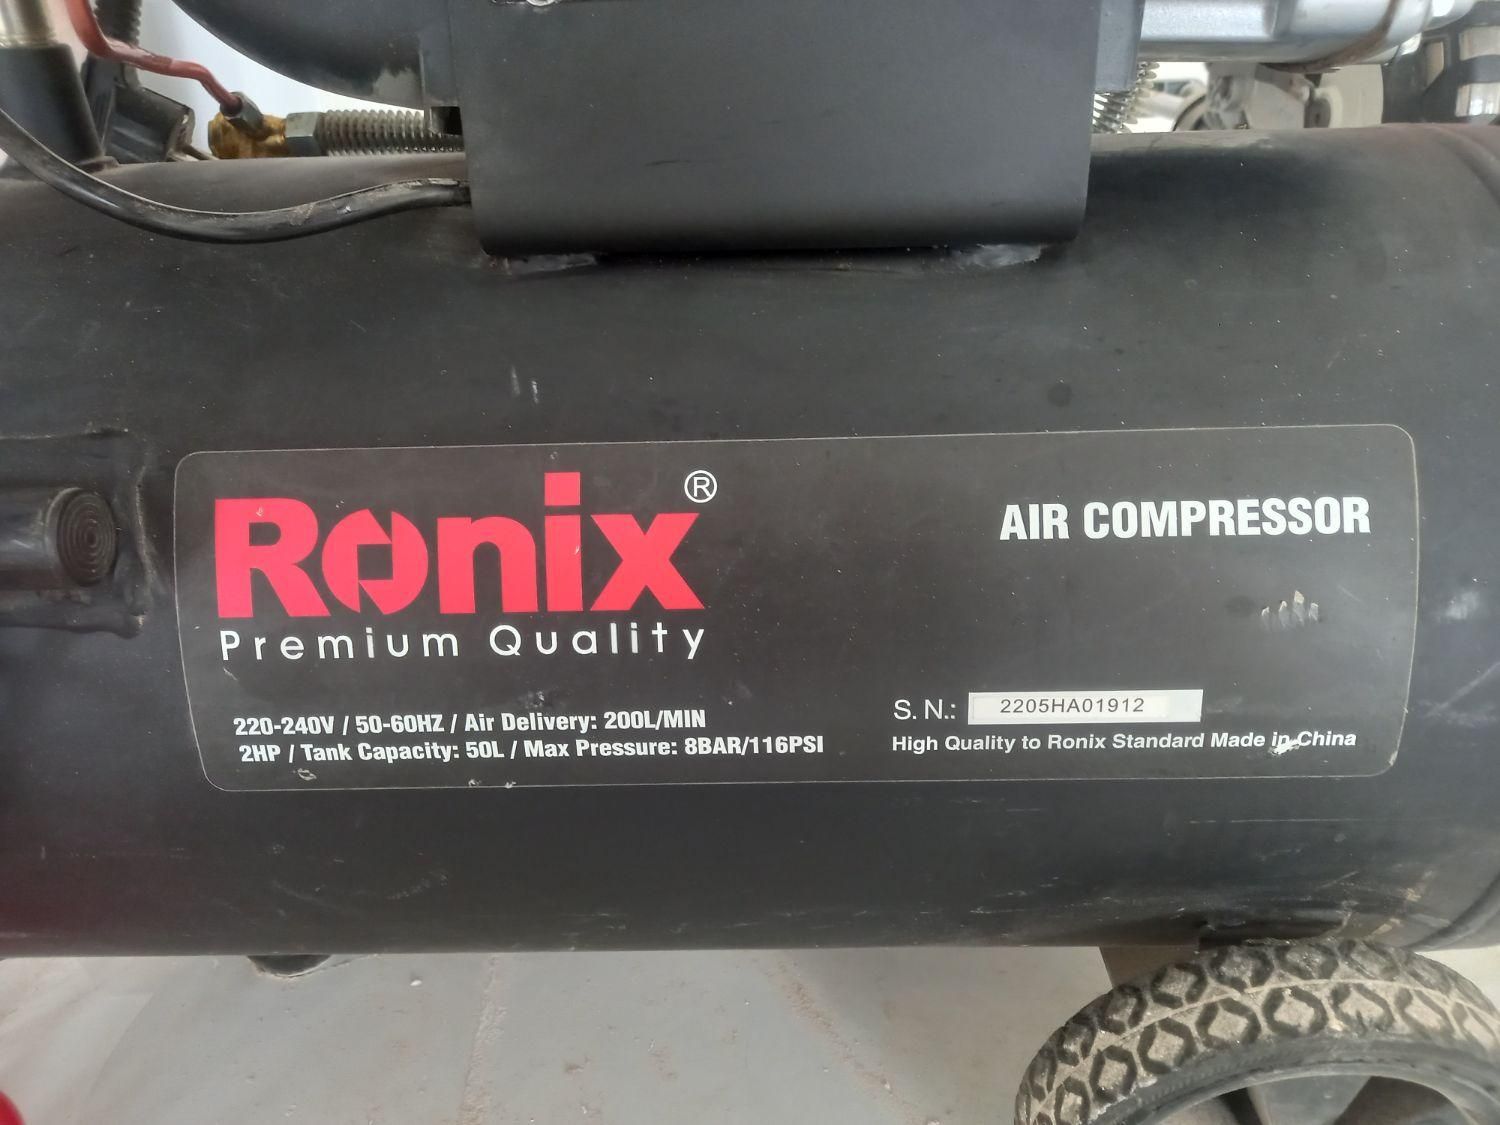 Ronix®
Premium Quality
AIR COMPRESSOR
220-240V / 50-60HZ / Air Delivery: 200L/MIN
2HP / Tank Capacity: 50L / Max Pressure: 8BAR/116PSI
S. N.: 2205HA01912
High Quality to Ronix Standard Made in China